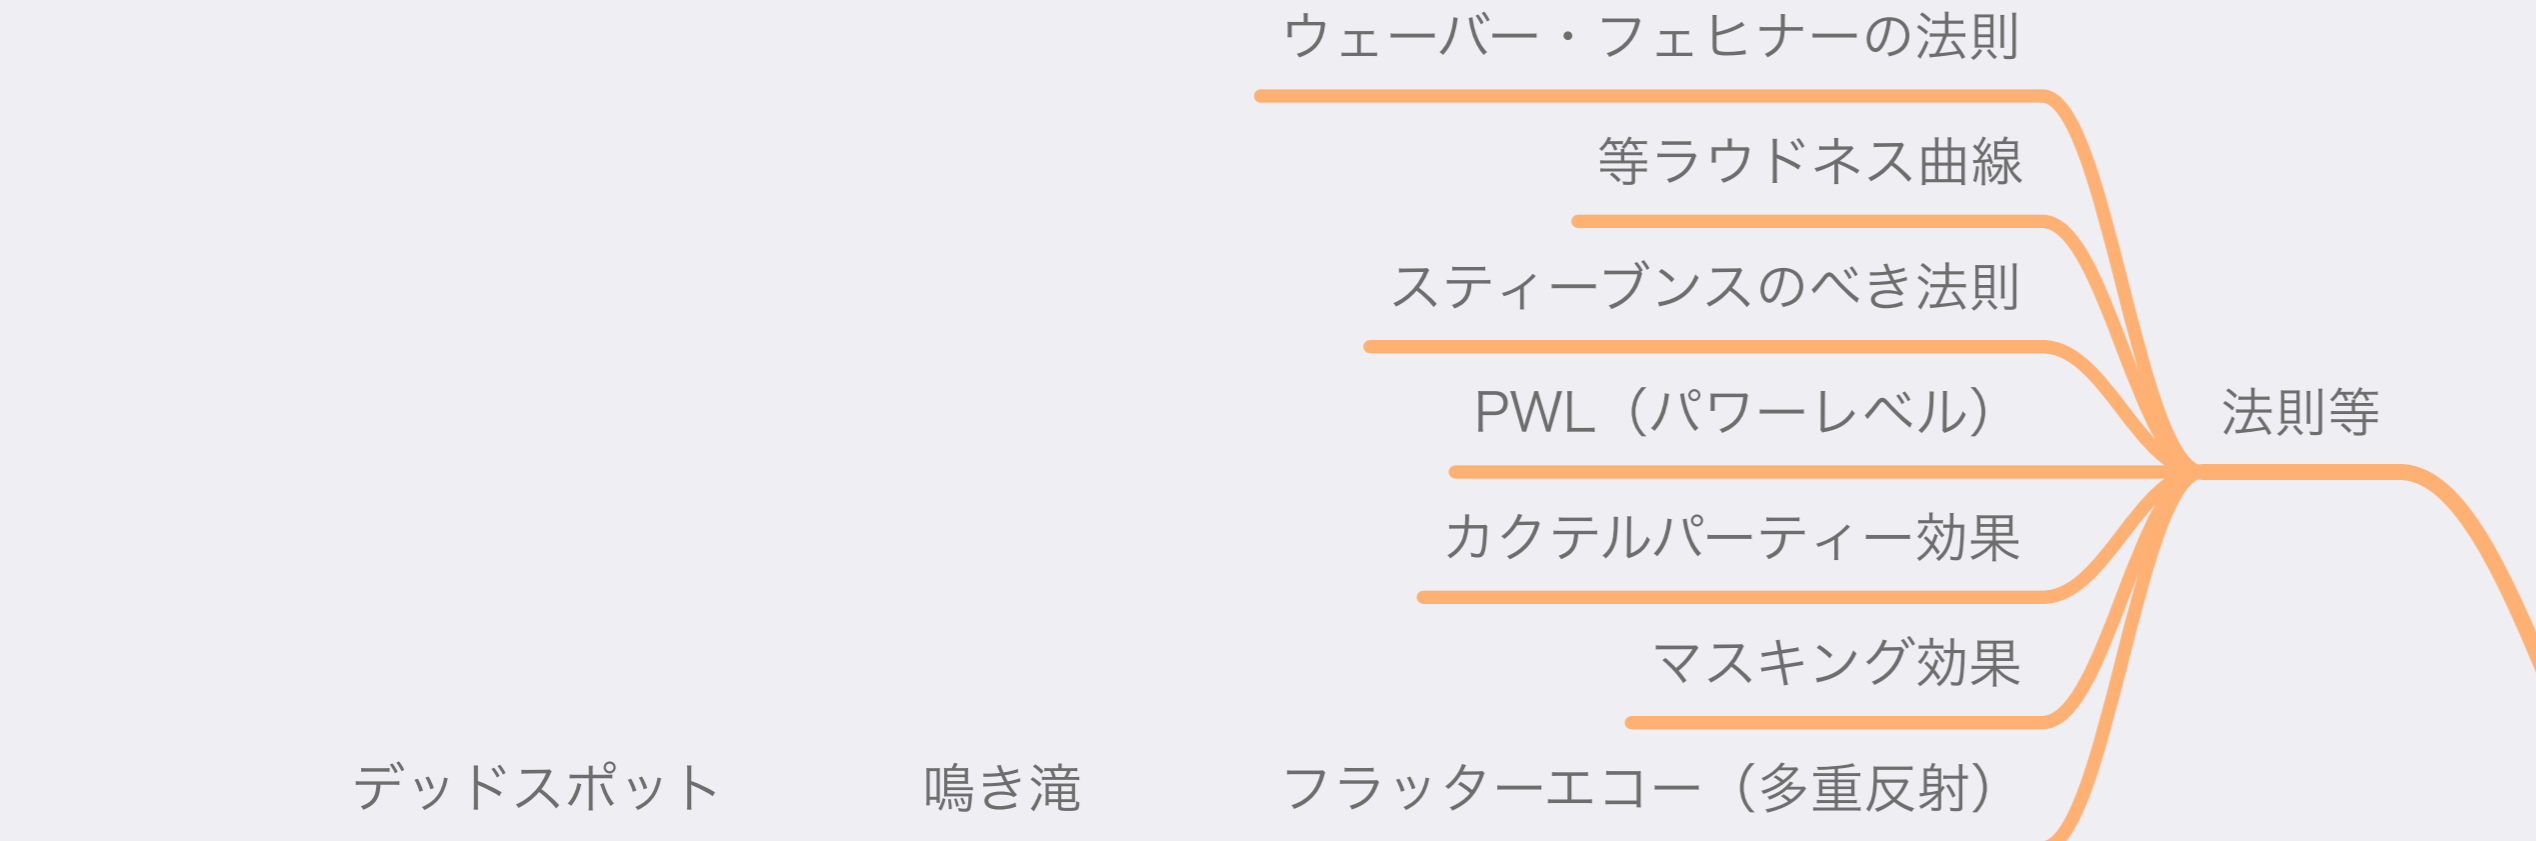 ウェーバー・フェヒナーの法則
等ラウドネス曲線
スティーブンスのべき法則
PWL（パワーレベル）
法則等
カクテルパーティー効果
マスキング効果
デッドスポット
鳴き滝
フラッターエコー（多重反射）